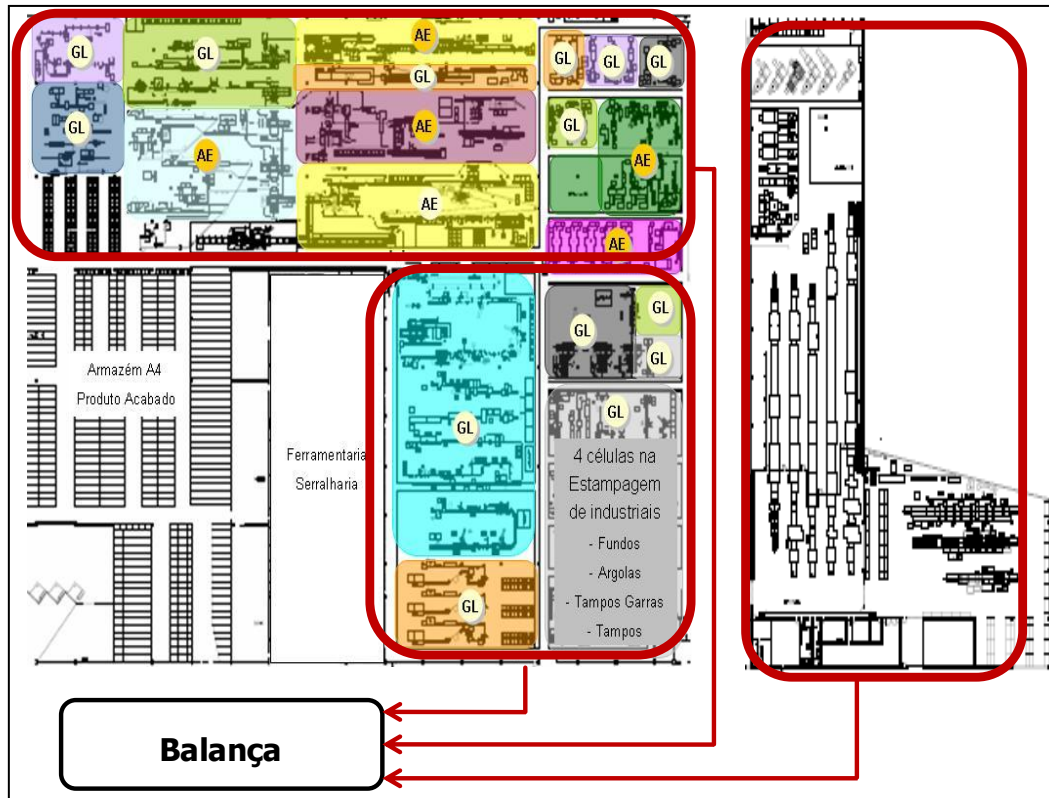 AE
GL
GL
GL
GL
GL
GL
GL
AE
GL
AE
AE
AE
AE
GL
GL
GL
Armazém A4
Produto Acabado
GL
GL
Ferramentaria
Serralharia
4 células na
Estampagem
de industriais
- Fundos
- Argolas
- Tampos Garras
- Tampos
GL
Balança